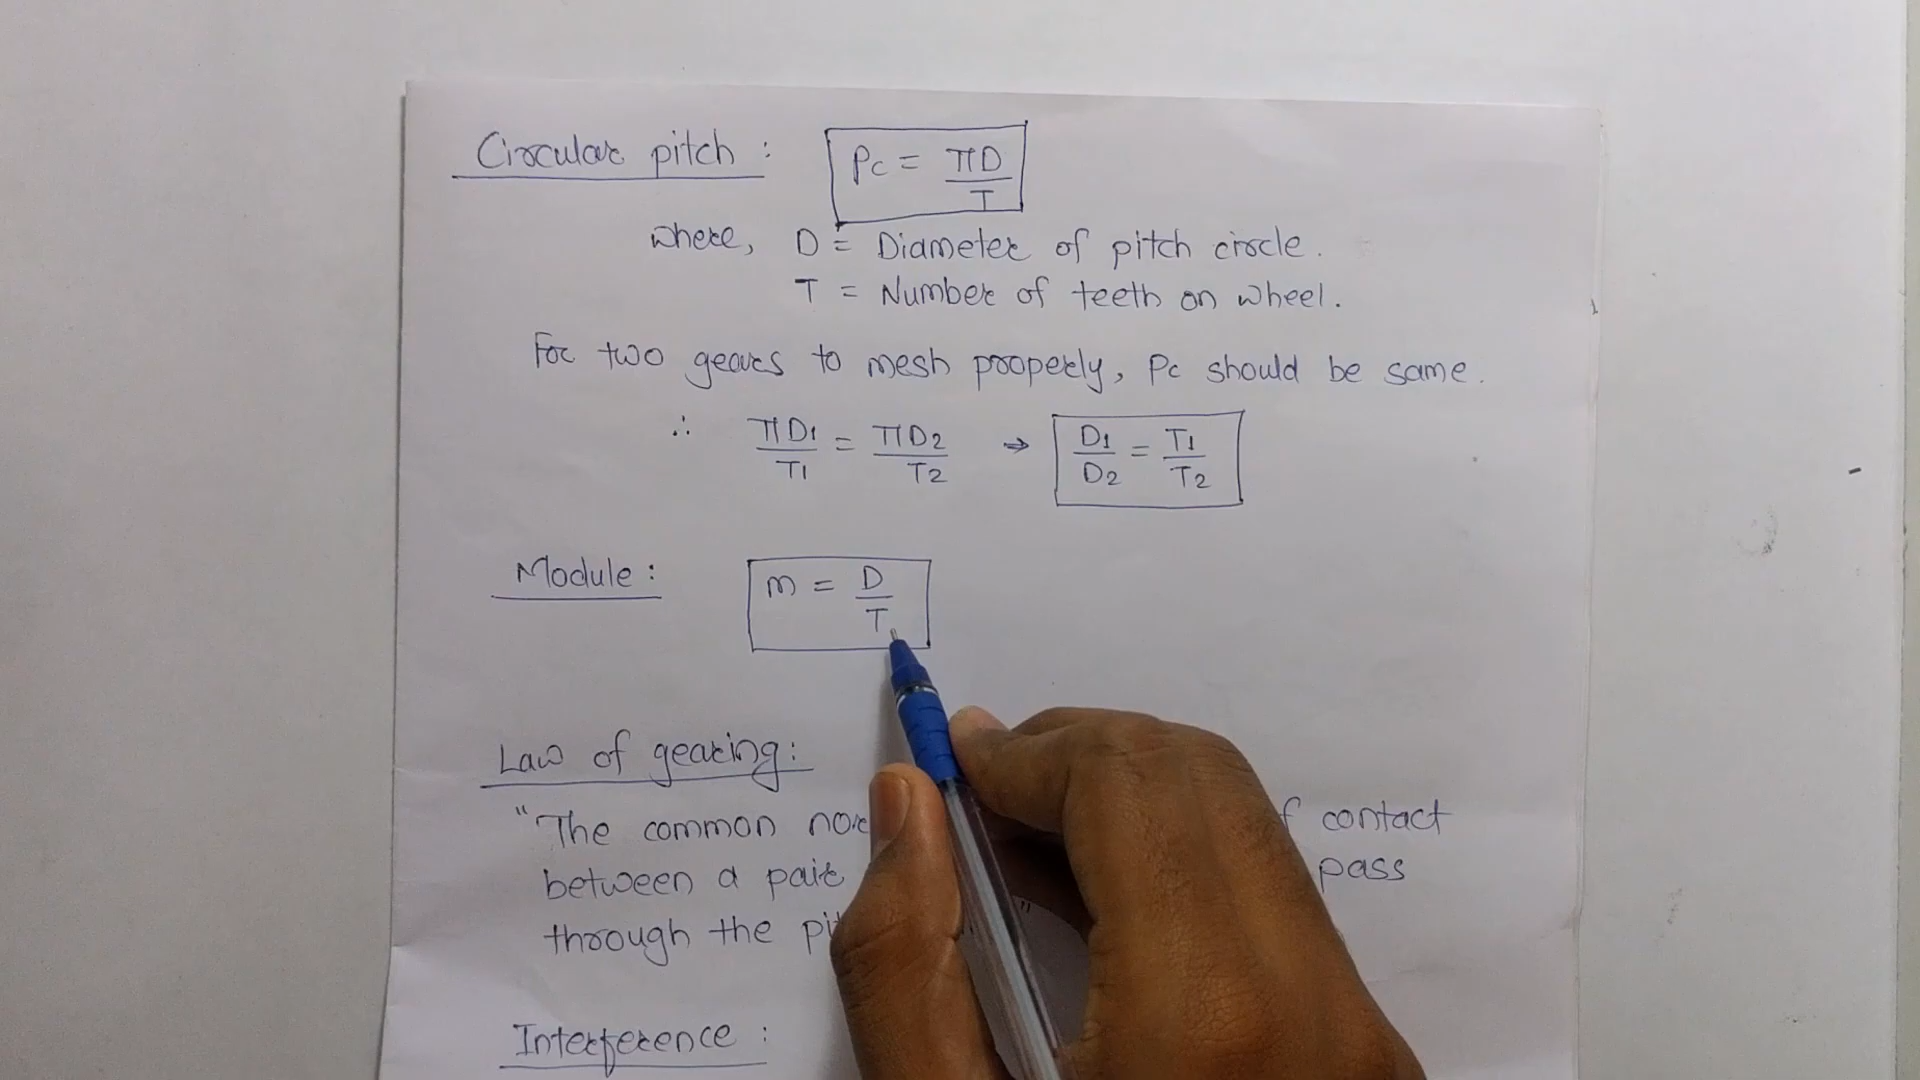 Circular pitch : Pc = πD/T
where, D = Diameter of pitch circle.
T = Number of teeth on wheel.
For two gears to mesh properly, Pc should be same.
∴ πD1/T1 = πD2/T2 → D1/D2 = T1/T2
Module : m = D/T
Law of gearing :
"The common contact
between a pair pass
through the "
Interference :